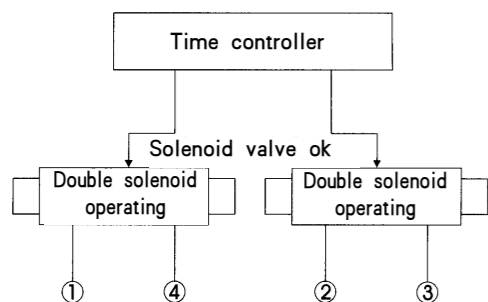 Time controller
Solenoid valve ok
Double solenoid
operating
Double solenoid
operating
① ④ ② ③